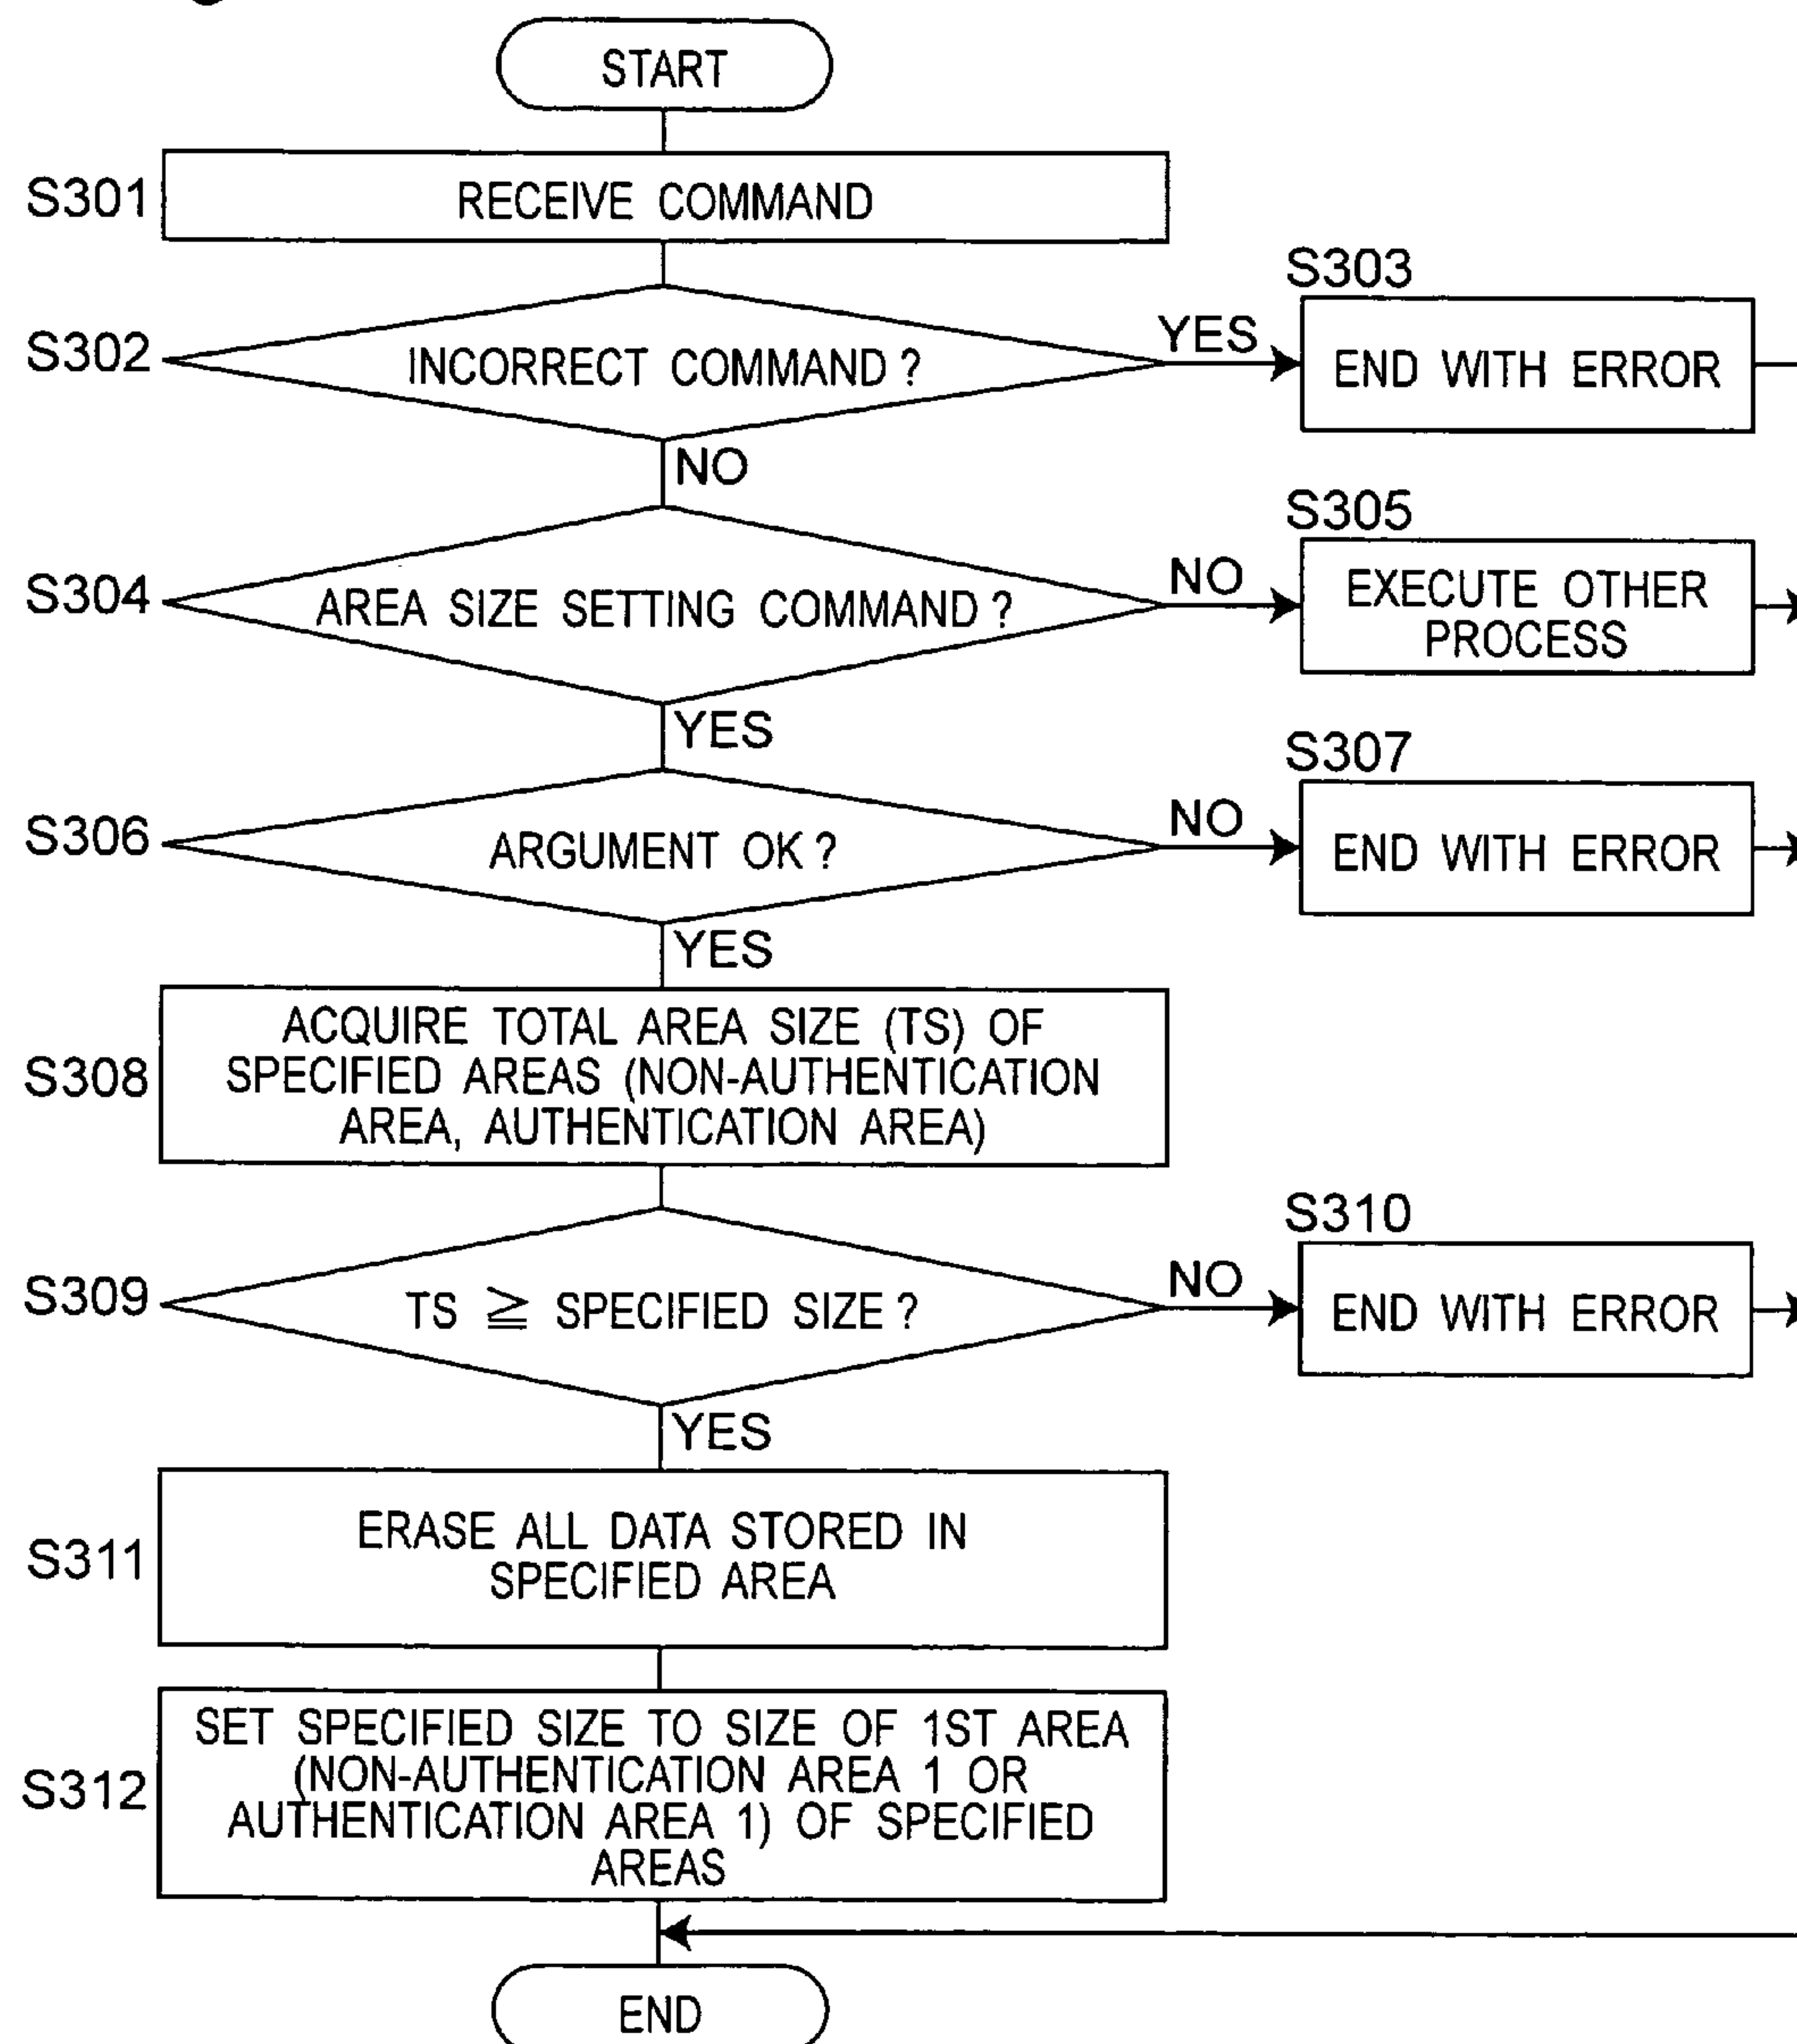 START
S301
RECEIVE COMMAND
S302
INCORRECT COMMAND ?
YES
S303
END WITH ERROR
NO
S304
AREA SIZE SETTING COMMAND ?
NO
S305
EXECUTE OTHER
PROCESS
YES
S306
ARGUMENT OK ?
NO
S307
END WITH ERROR
YES
S308
ACQUIRE TOTAL AREA SIZE (TS) OF
SPECIFIED AREAS (NON-AUTHENTICATION
AREA, AUTHENTICATION AREA)
S309
TS ≧ SPECIFIED SIZE ?
NO
S310
END WITH ERROR
YES
S311
ERASE ALL DATA STORED IN
SPECIFIED AREA
S312
SET SPECIFIED SIZE TO SIZE OF 1ST AREA
(NON-AUTHENTICATION AREA 1 OR
AUTHENTICATION AREA 1) OF SPECIFIED
AREAS
END